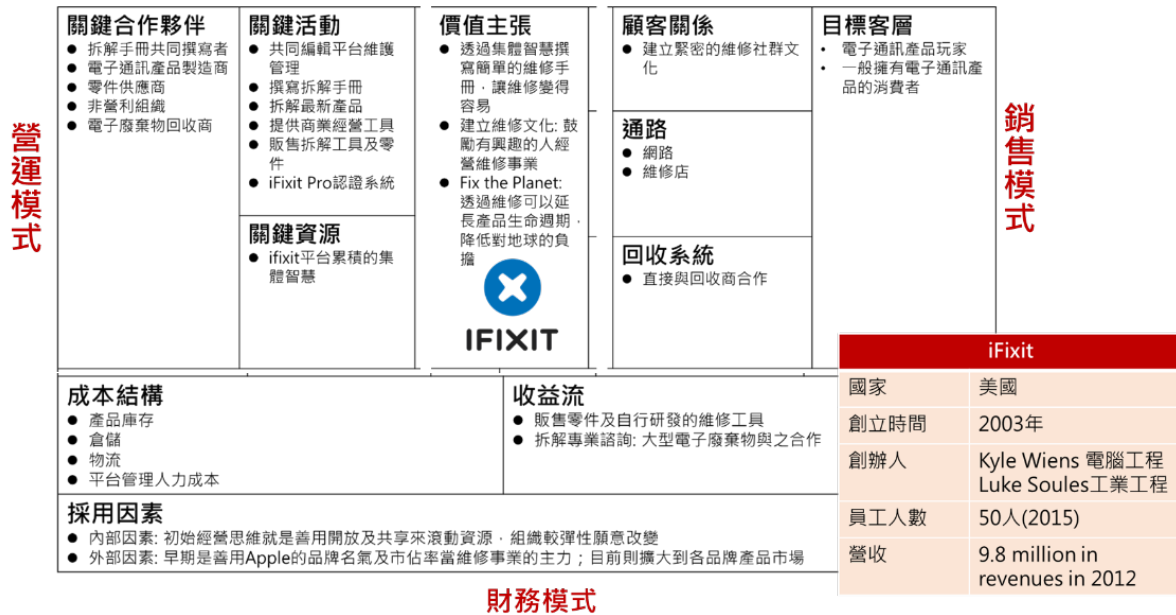 營運模式
關鍵合作夥伴
● 拆解手冊共同撰寫者
● 電子通訊產品製造商
● 零件供應商
● 非營利組織
● 電子廢棄物回收商
關鍵活動
● 共同編輯平台維護
管理
● 撰寫拆解手冊
● 拆解最新產品
● 提供商業經營工具
● 販售拆解工具及零
件
● iFixit Pro認證系統
關鍵資源
● ifixit平台累積的集
體智慧
價值主張
● 透過集體智慧撰
寫簡單的維修手
冊，讓維修變得
容易
● 建立維修文化: 鼓
勵有興趣的人經
營維修事業
● Fix the Planet:
透過維修可以延
長產品生命週期，
降低對地球的負
擔
IFIXIT
顧客關係
● 建立緊密的維修社群文
化
通路
● 網路
● 維修店
回收系統
● 直接與回收商合作
目標客層
• 電子通訊產品玩家
• 一般擁有電子通訊產
品的消費者
銷售模式
成本結構
● 產品庫存
● 倉儲
● 物流
● 平台管理人力成本
收益流
● 販售零件及自行研發的維修工具
● 拆解專業諮詢: 大型電子廢棄物與之合作
採用因素
● 內部因素: 初始經營思維就是善用開放及共享來滾動資源，組織較彈性願意改變
● 外部因素: 早期是善用Apple的品牌名氣及市佔率當維修事業的主力；目前則擴大到各品牌產品市場
財務模式
iFixit
國家 美國
創立時間 2003年
創辦人 Kyle Wiens 電腦工程
Luke Soules工業工程
員工人數 50人(2015)
營收 9.8 million in
revenues in 2012